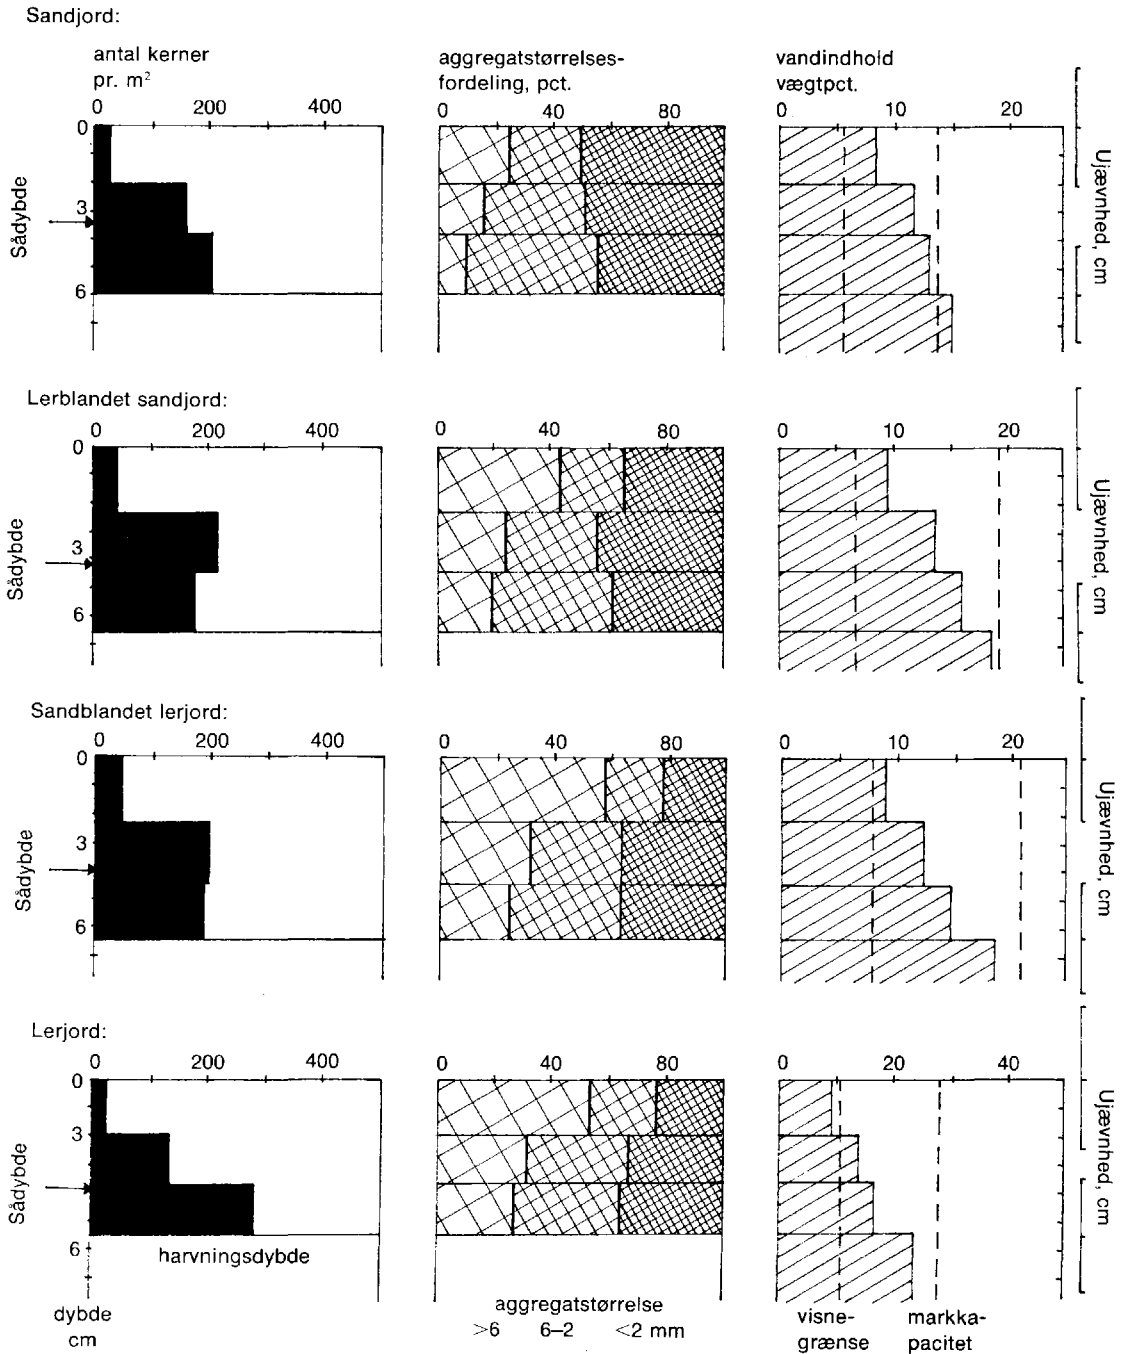 Sandjord:
antal kerner
pr. m²
aggregatstørrelses-
fordeling, pct.
vandindhold
vægtpct.
0 200 400
0 40 80
0 10 20
0
3
6
Sådybde
Ujævnhed, cm
Lerblandet sandjord:
0 200 400
0 40 80
0 10 20
0
3
6
Sådybde
Ujævnhed, cm
Sandblandet lerjord:
0 200 400
0 40 80
0 10 20
0
3
6
Sådybde
Ujævnhed, cm
Lerjord:
0 200 400
0 40 80
0 20 40
0
3
6
Sådybde
Ujævnhed, cm
harvningsdybde
dybde
cm
aggregatstørrelse
>6 6–2 <2 mm
visne-
grænse
markka-
pacitet